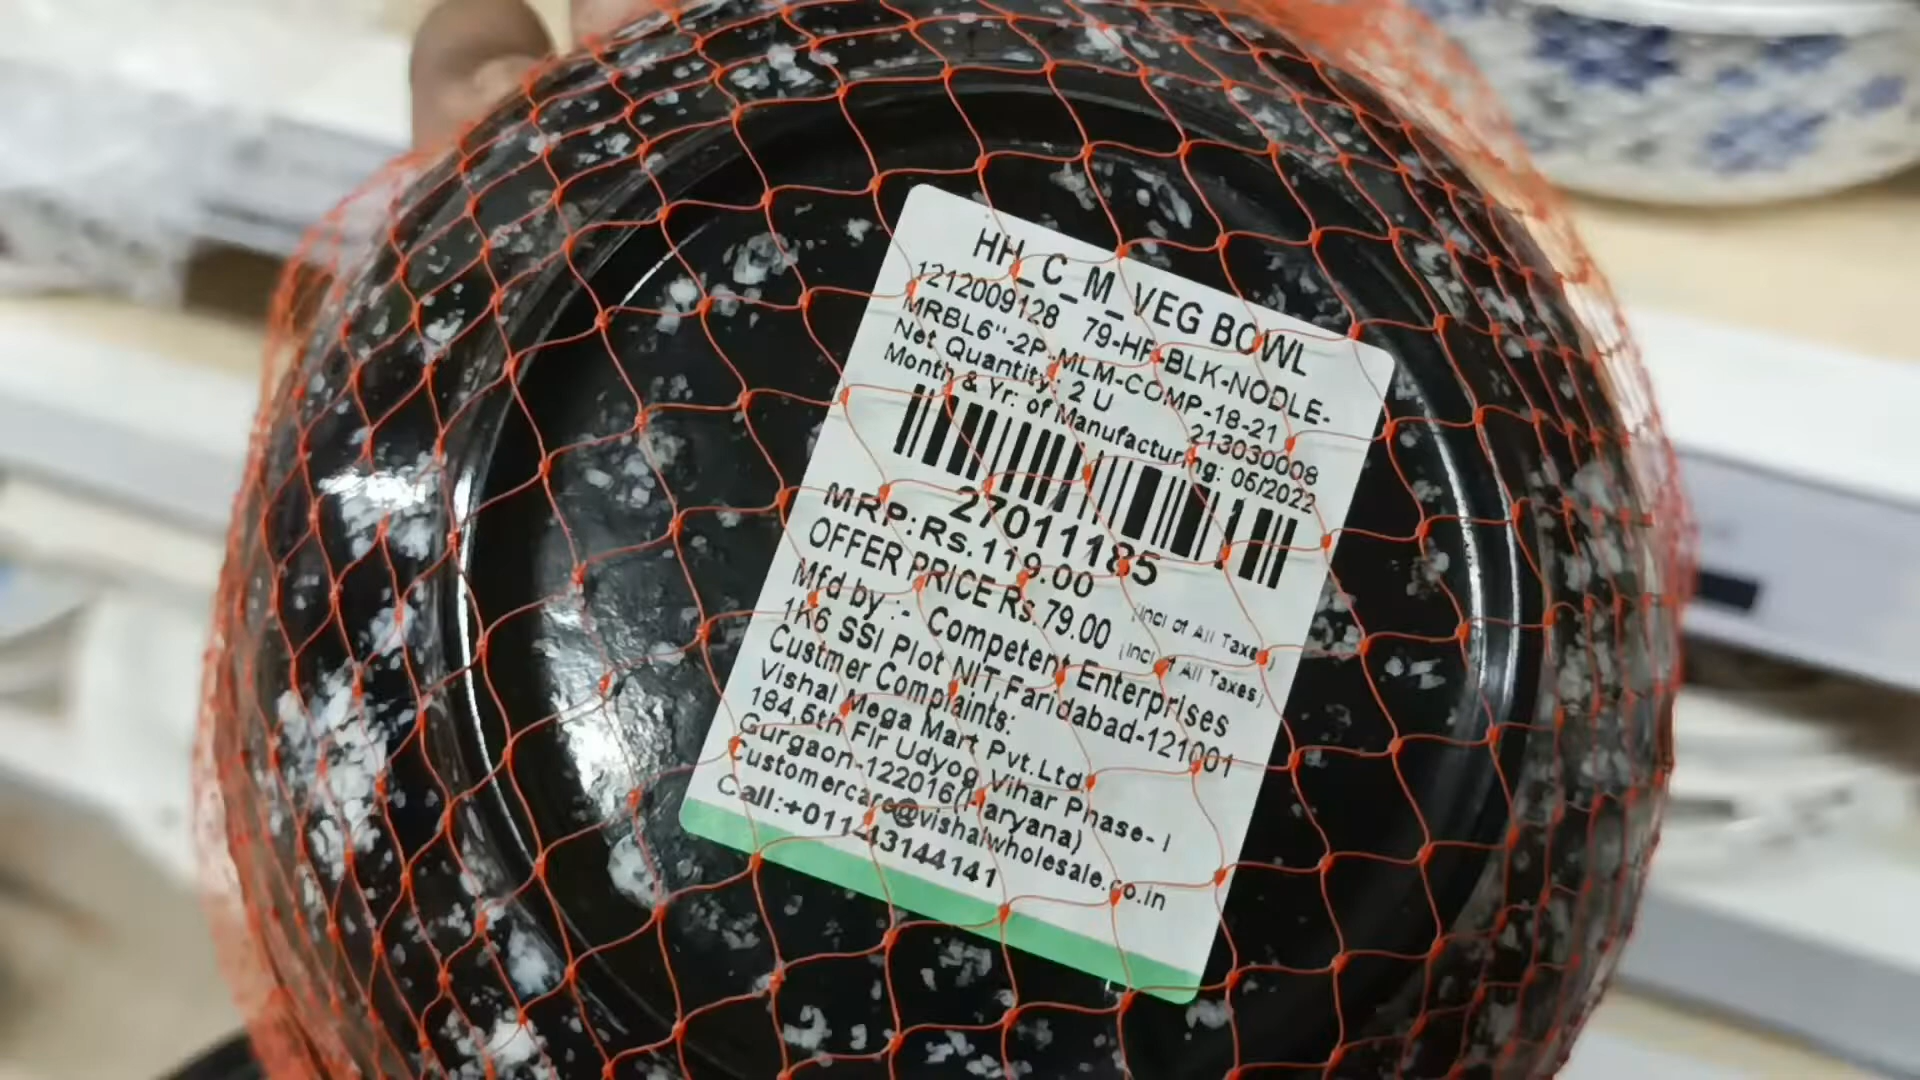 HH_C_M_VEG BOWL
1212009128 79-HF-BLK-NODLE-
MRBL6''-2P-MLM-COMP-18-21
Net Quantity: 2 U 213030008
Month & Yr: of Manufacturing: 06/2022
27011185
MRP:Rs.119.00 (Incl of All Taxes)
OFFER PRICE Rs.79.00 (Incl of All Taxes)
Mfd by :- Competent Enterprises
1K6 SSI Plot NIT,Faridabad-121001
Custmer Complaints:
Vishal Mega Mart Pvt.Ltd.
184,5th Flr Udyog Vihar Phase- I
Gurgaon-122016(Haryana)
Customercare@vishalwholesale.co.in
Call:+011-43144141